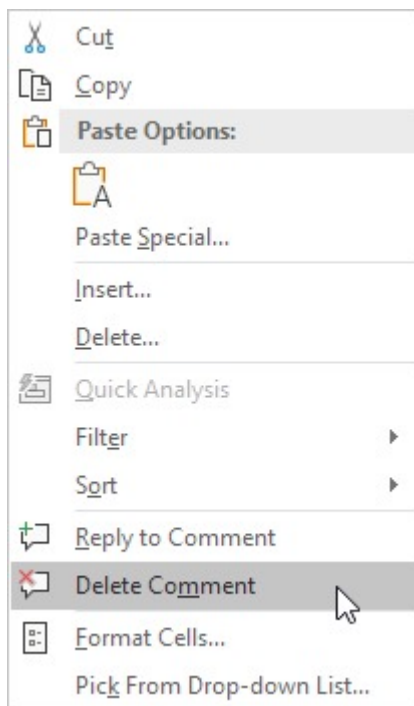 Cut
Copy
Paste Options:
A
Paste Special...
Insert...
Delete...
Quick Analysis
Filter
Sort
Reply to Comment
Delete Comment
Format Cells...
Pick From Drop-down List...